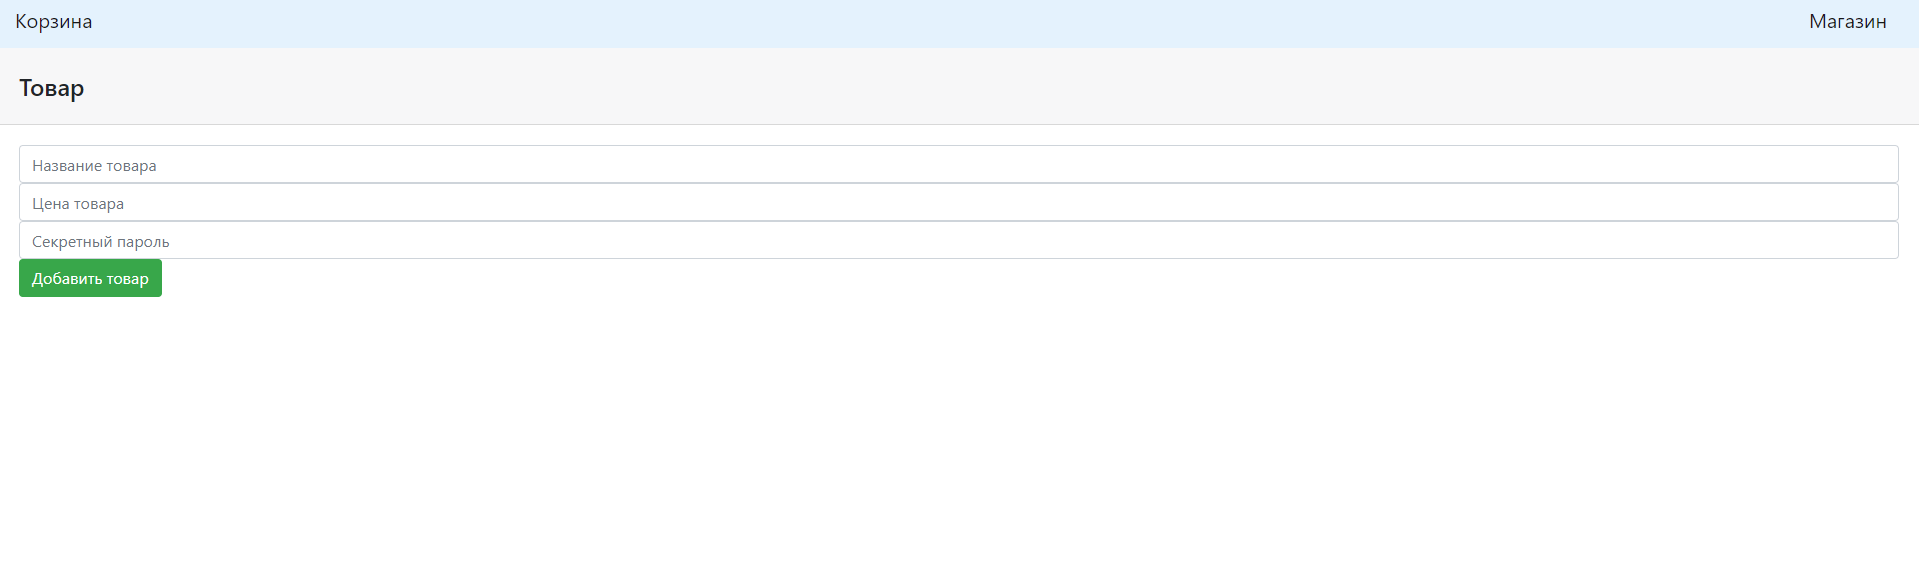 Корзина
Магазин
Товар
Название товара
Цена товара
Секретный пароль
Добавить товар